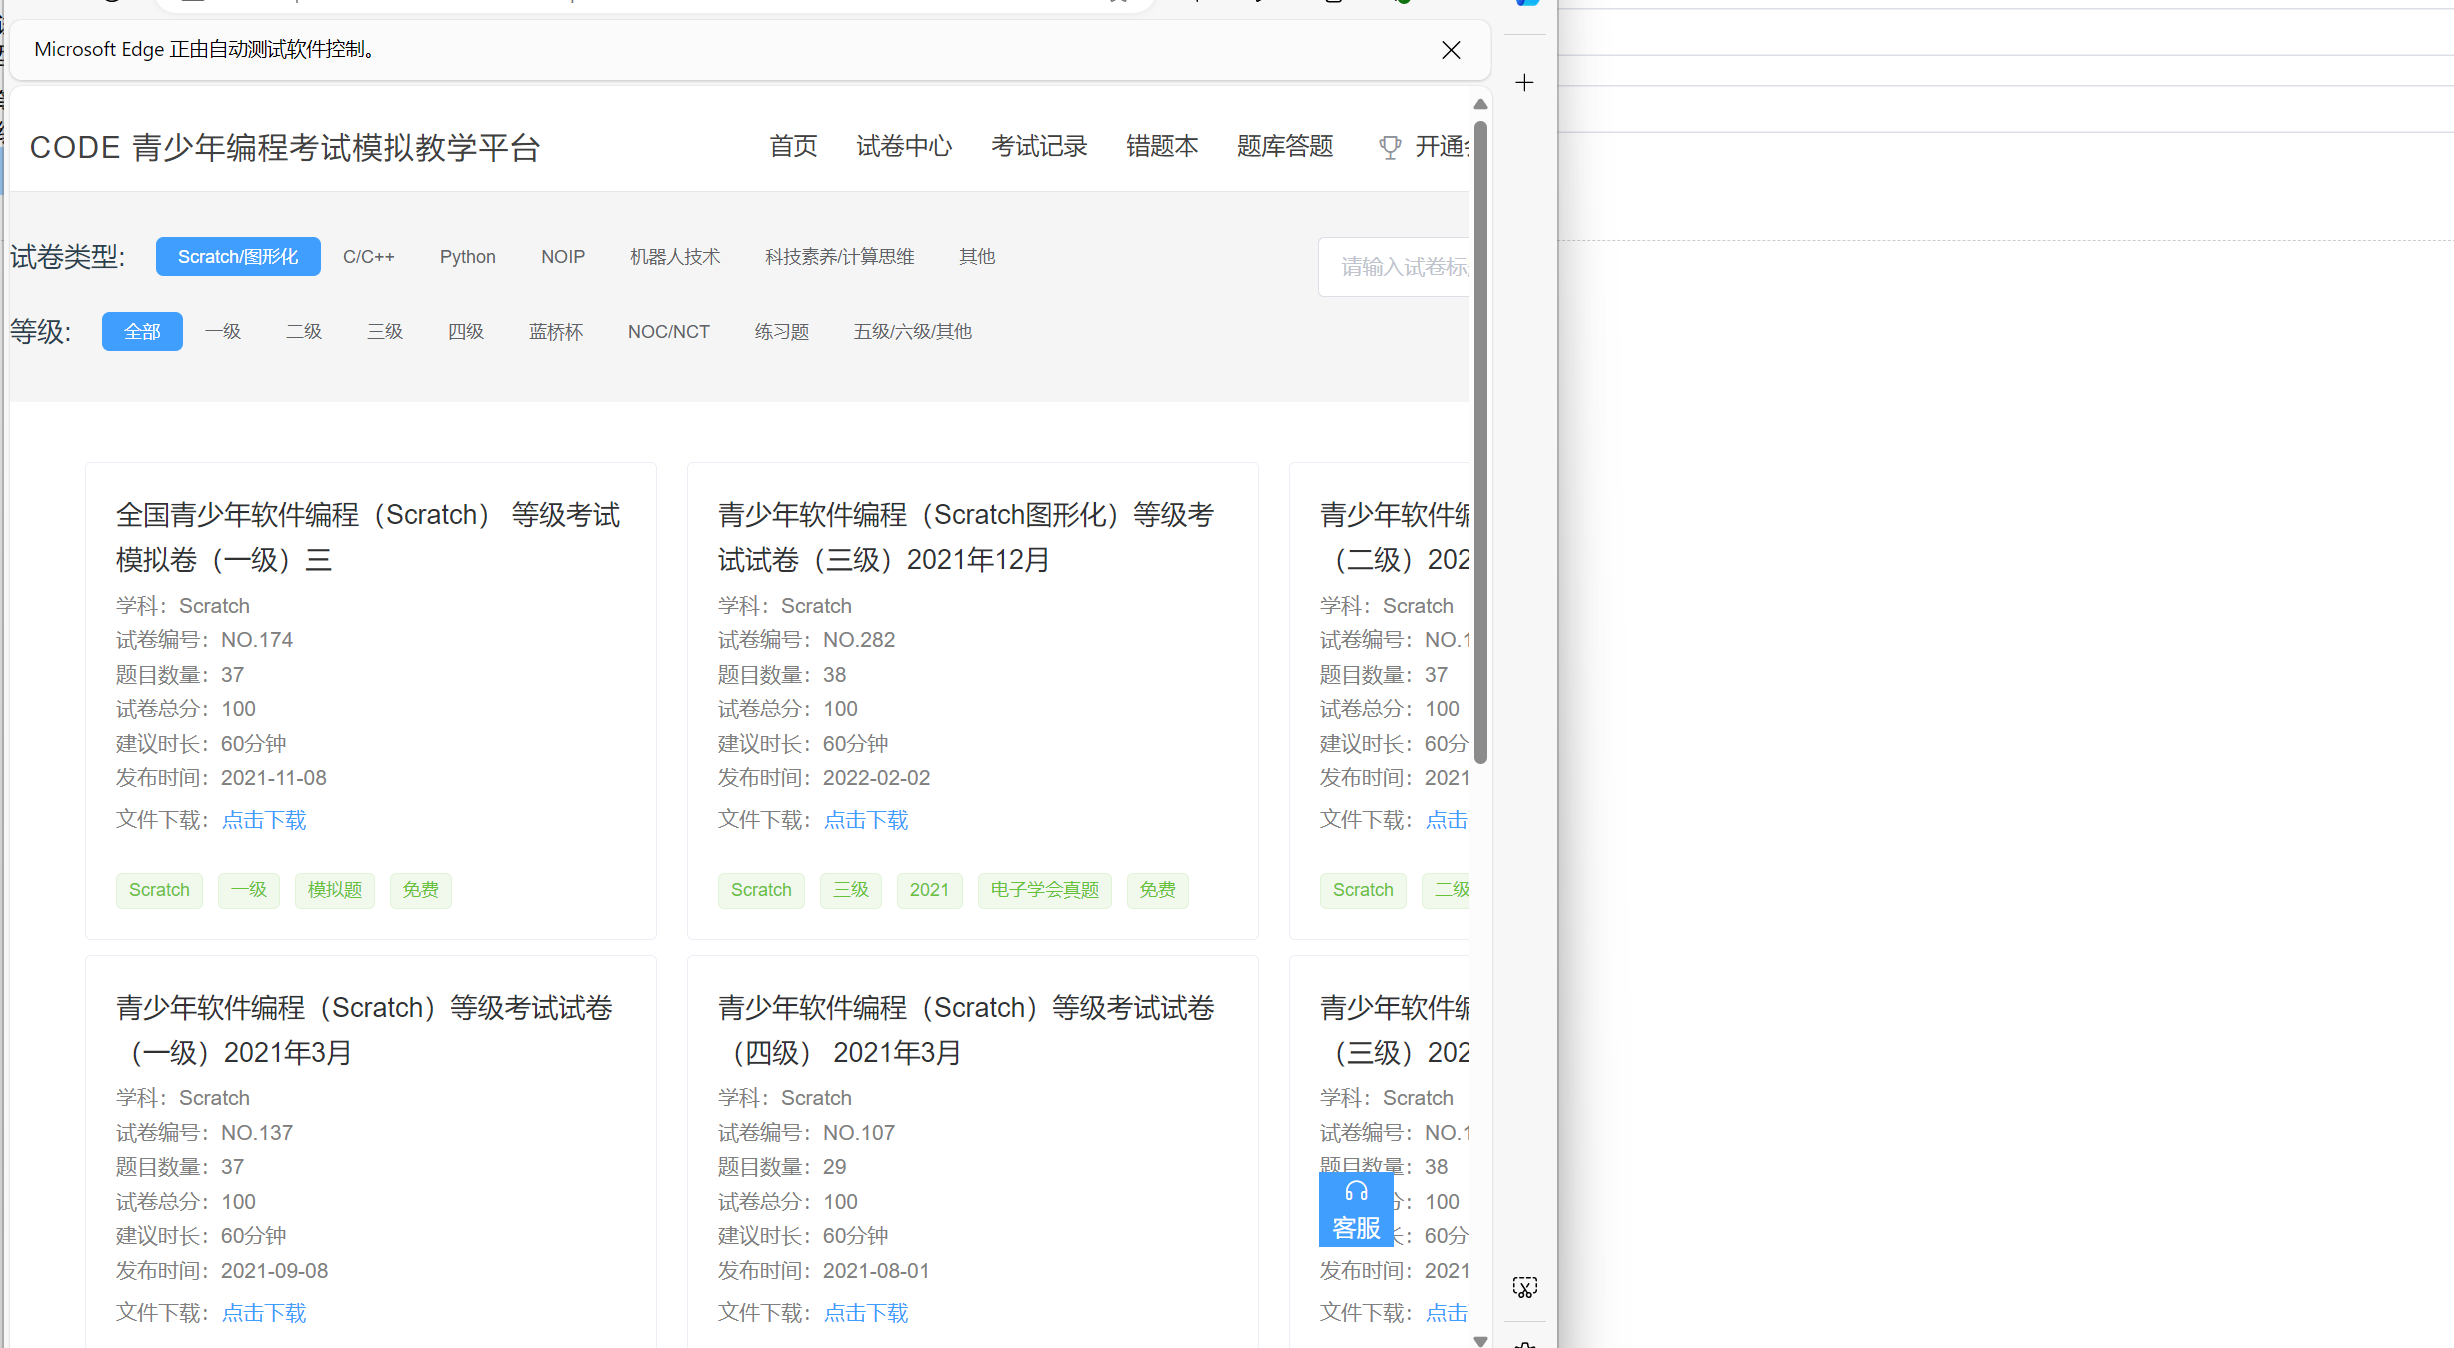 Microsoft Edge 正由自动测试软件控制。
CODE 青少年编程考试模拟教学平台
首页 试卷中心 考试记录 错题本 题库答题 开通
试卷类型: Scratch/图形化 C/C++ Python NOIP 机器人技术 科技素养/计算思维 其他
请输入试卷标
等级: 全部 一级 二级 三级 四级 蓝桥杯 NOC/NCT 练习题 五级/六级/其他
全国青少年软件编程（Scratch） 等级考试
模拟卷（一级）三
学科：Scratch
试卷编号：NO.174
题目数量：37
试卷总分：100
建议时长：60分钟
发布时间：2021-11-08
文件下载：点击下载
Scratch 一级 模拟题 免费
青少年软件编程（Scratch图形化）等级考
试试卷（三级）2021年12月
学科：Scratch
试卷编号：NO.282
题目数量：38
试卷总分：100
建议时长：60分钟
发布时间：2022-02-02
文件下载：点击下载
Scratch 三级 2021 电子学会真题 免费
青少年软件编
（二级）202
学科：Scratch
试卷编号：NO.1
题目数量：37
试卷总分：100
建议时长：60分
发布时间：2021
文件下载：点击
Scratch 二级
青少年软件编程（Scratch）等级考试试卷
（一级）2021年3月
学科：Scratch
试卷编号：NO.137
题目数量：37
试卷总分：100
建议时长：60分钟
发布时间：2021-09-08
文件下载：点击下载
青少年软件编程（Scratch）等级考试试卷
（四级） 2021年3月
学科：Scratch
试卷编号：NO.107
题目数量：29
试卷总分：100
建议时长：60分钟
发布时间：2021-08-01
文件下载：点击下载
青少年软件编
（三级）202
学科：Scratch
试卷编号：NO.1
题目数量：38
：100
：60分
发布时间：2021
文件下载：点击
客服